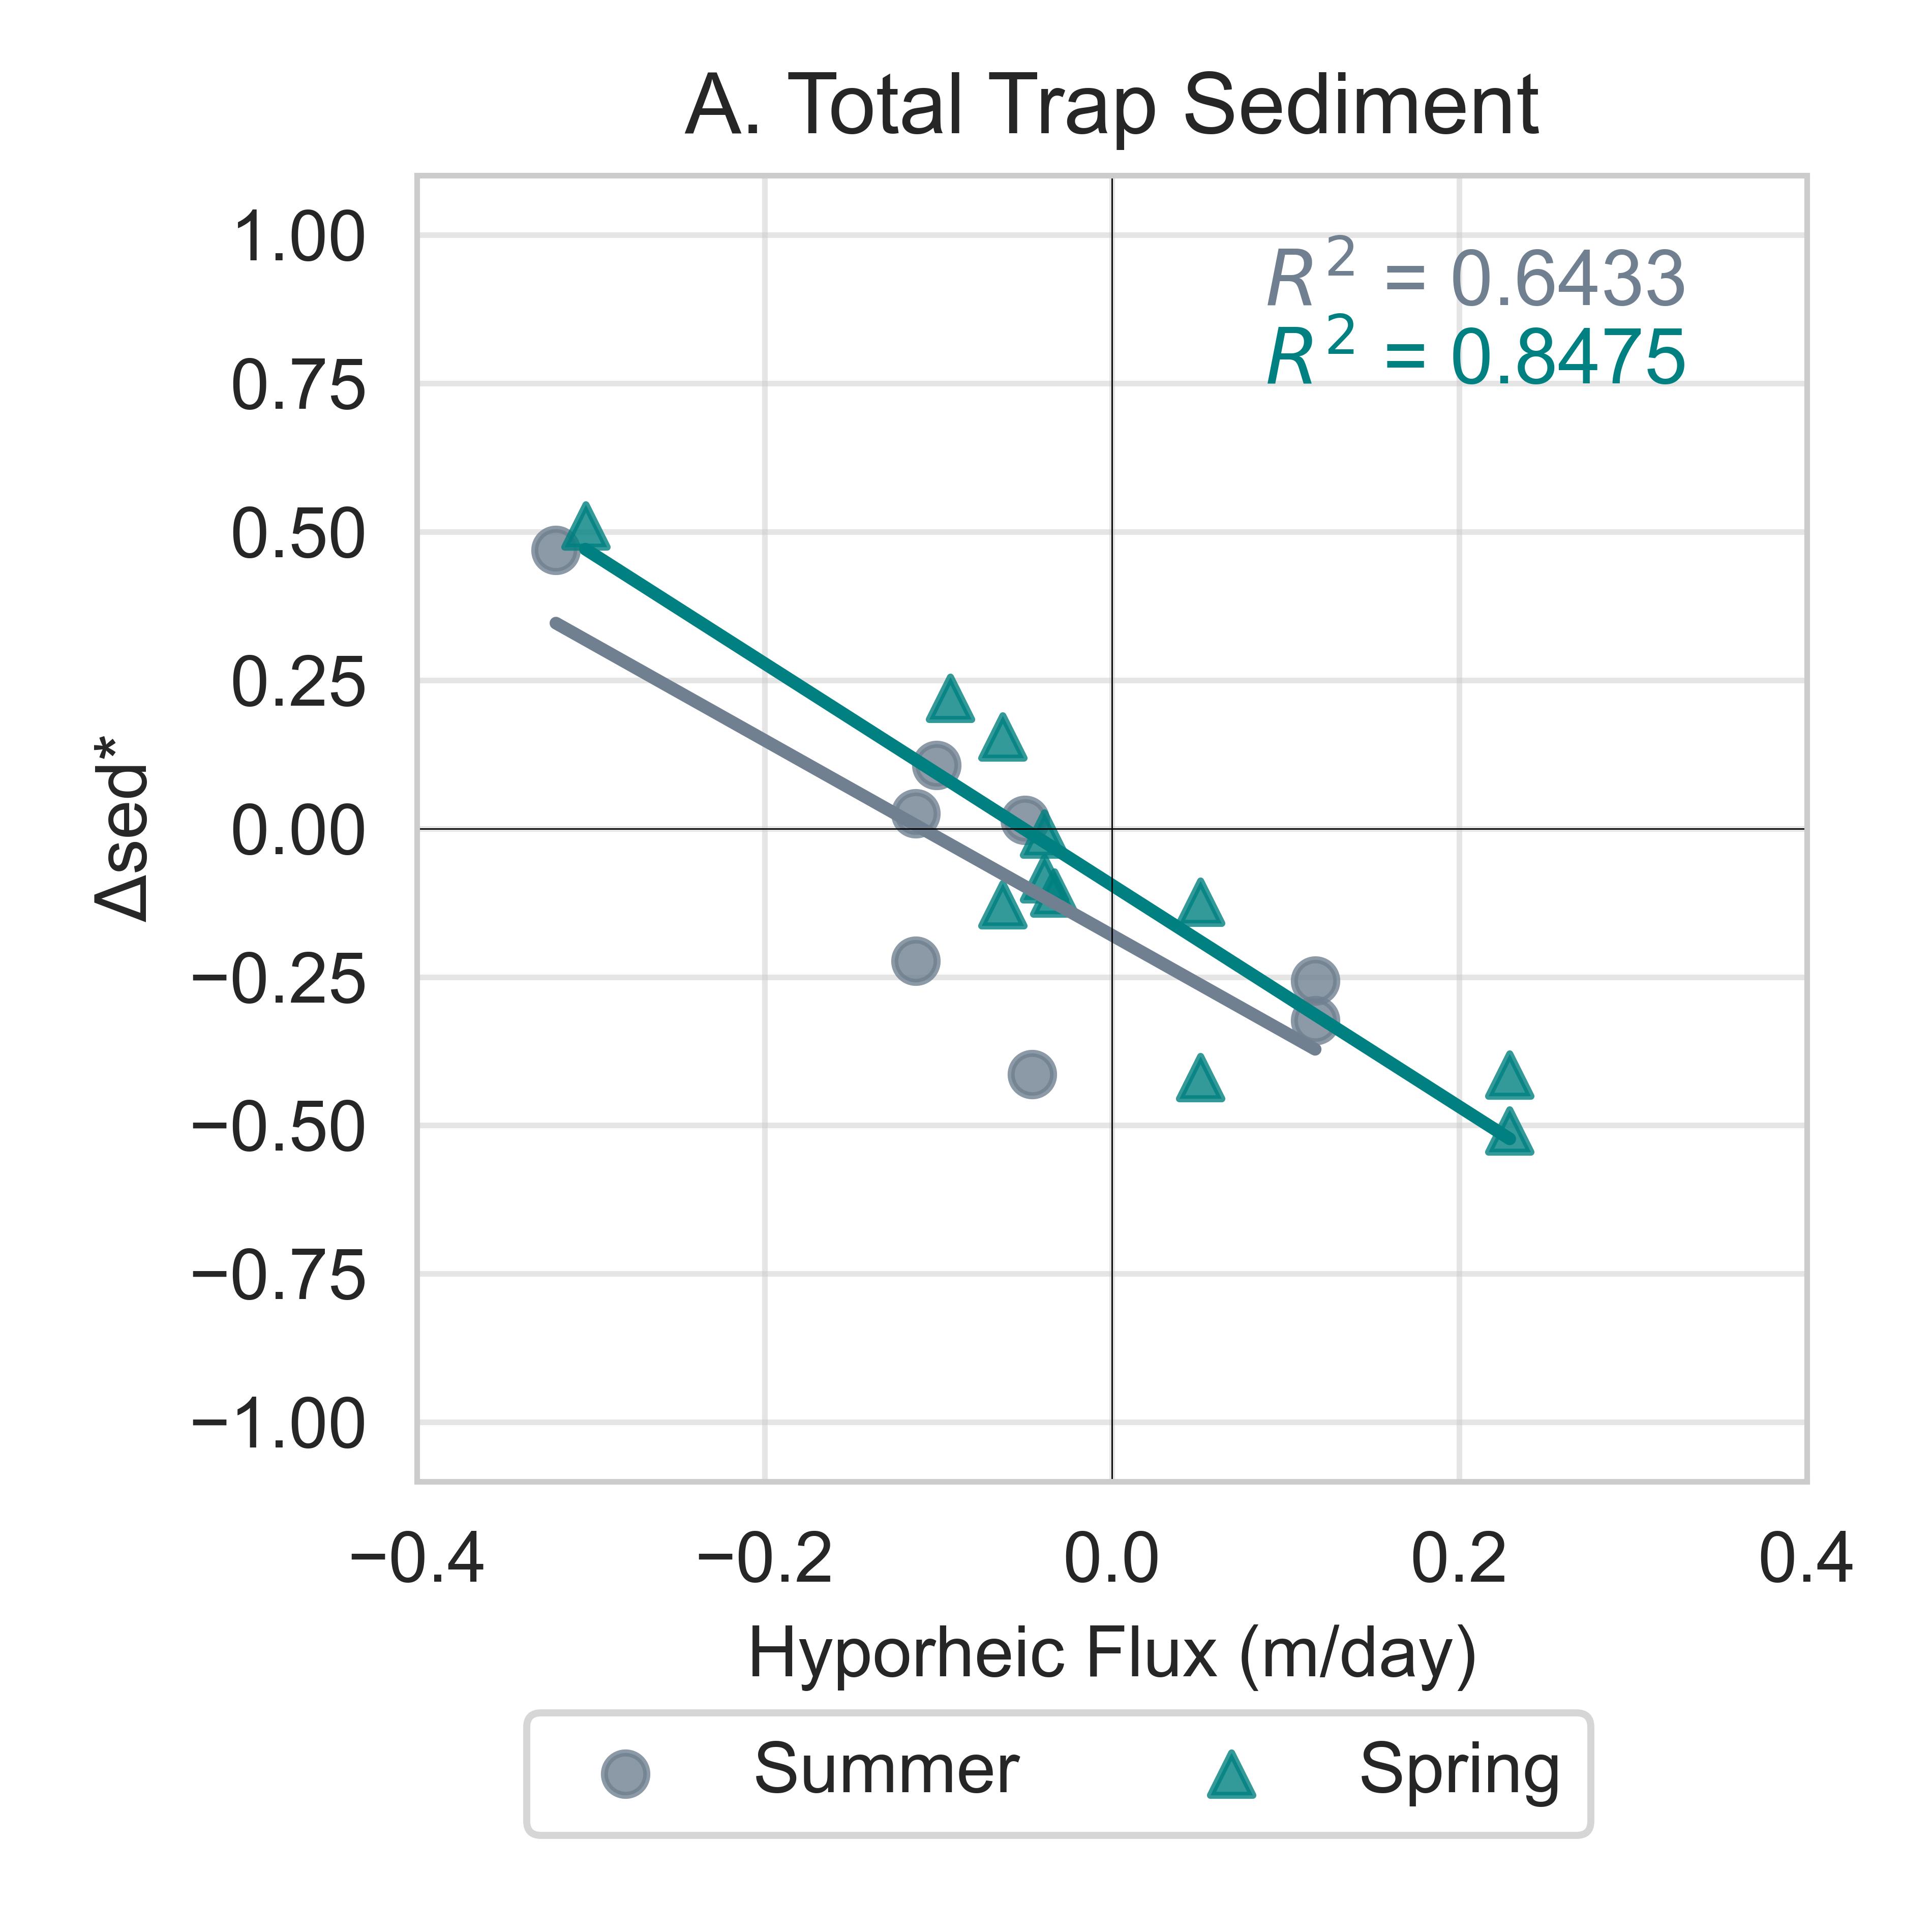 A. Total Trap Sediment
R² = 0.6433
R² = 0.8475
1.00
0.75
0.50
0.25
0.00
−0.25
−0.50
−0.75
−1.00
Δsed*
−0.4 −0.2 0.0 0.2 0.4
Hyporheic Flux (m/day)
Summer Spring